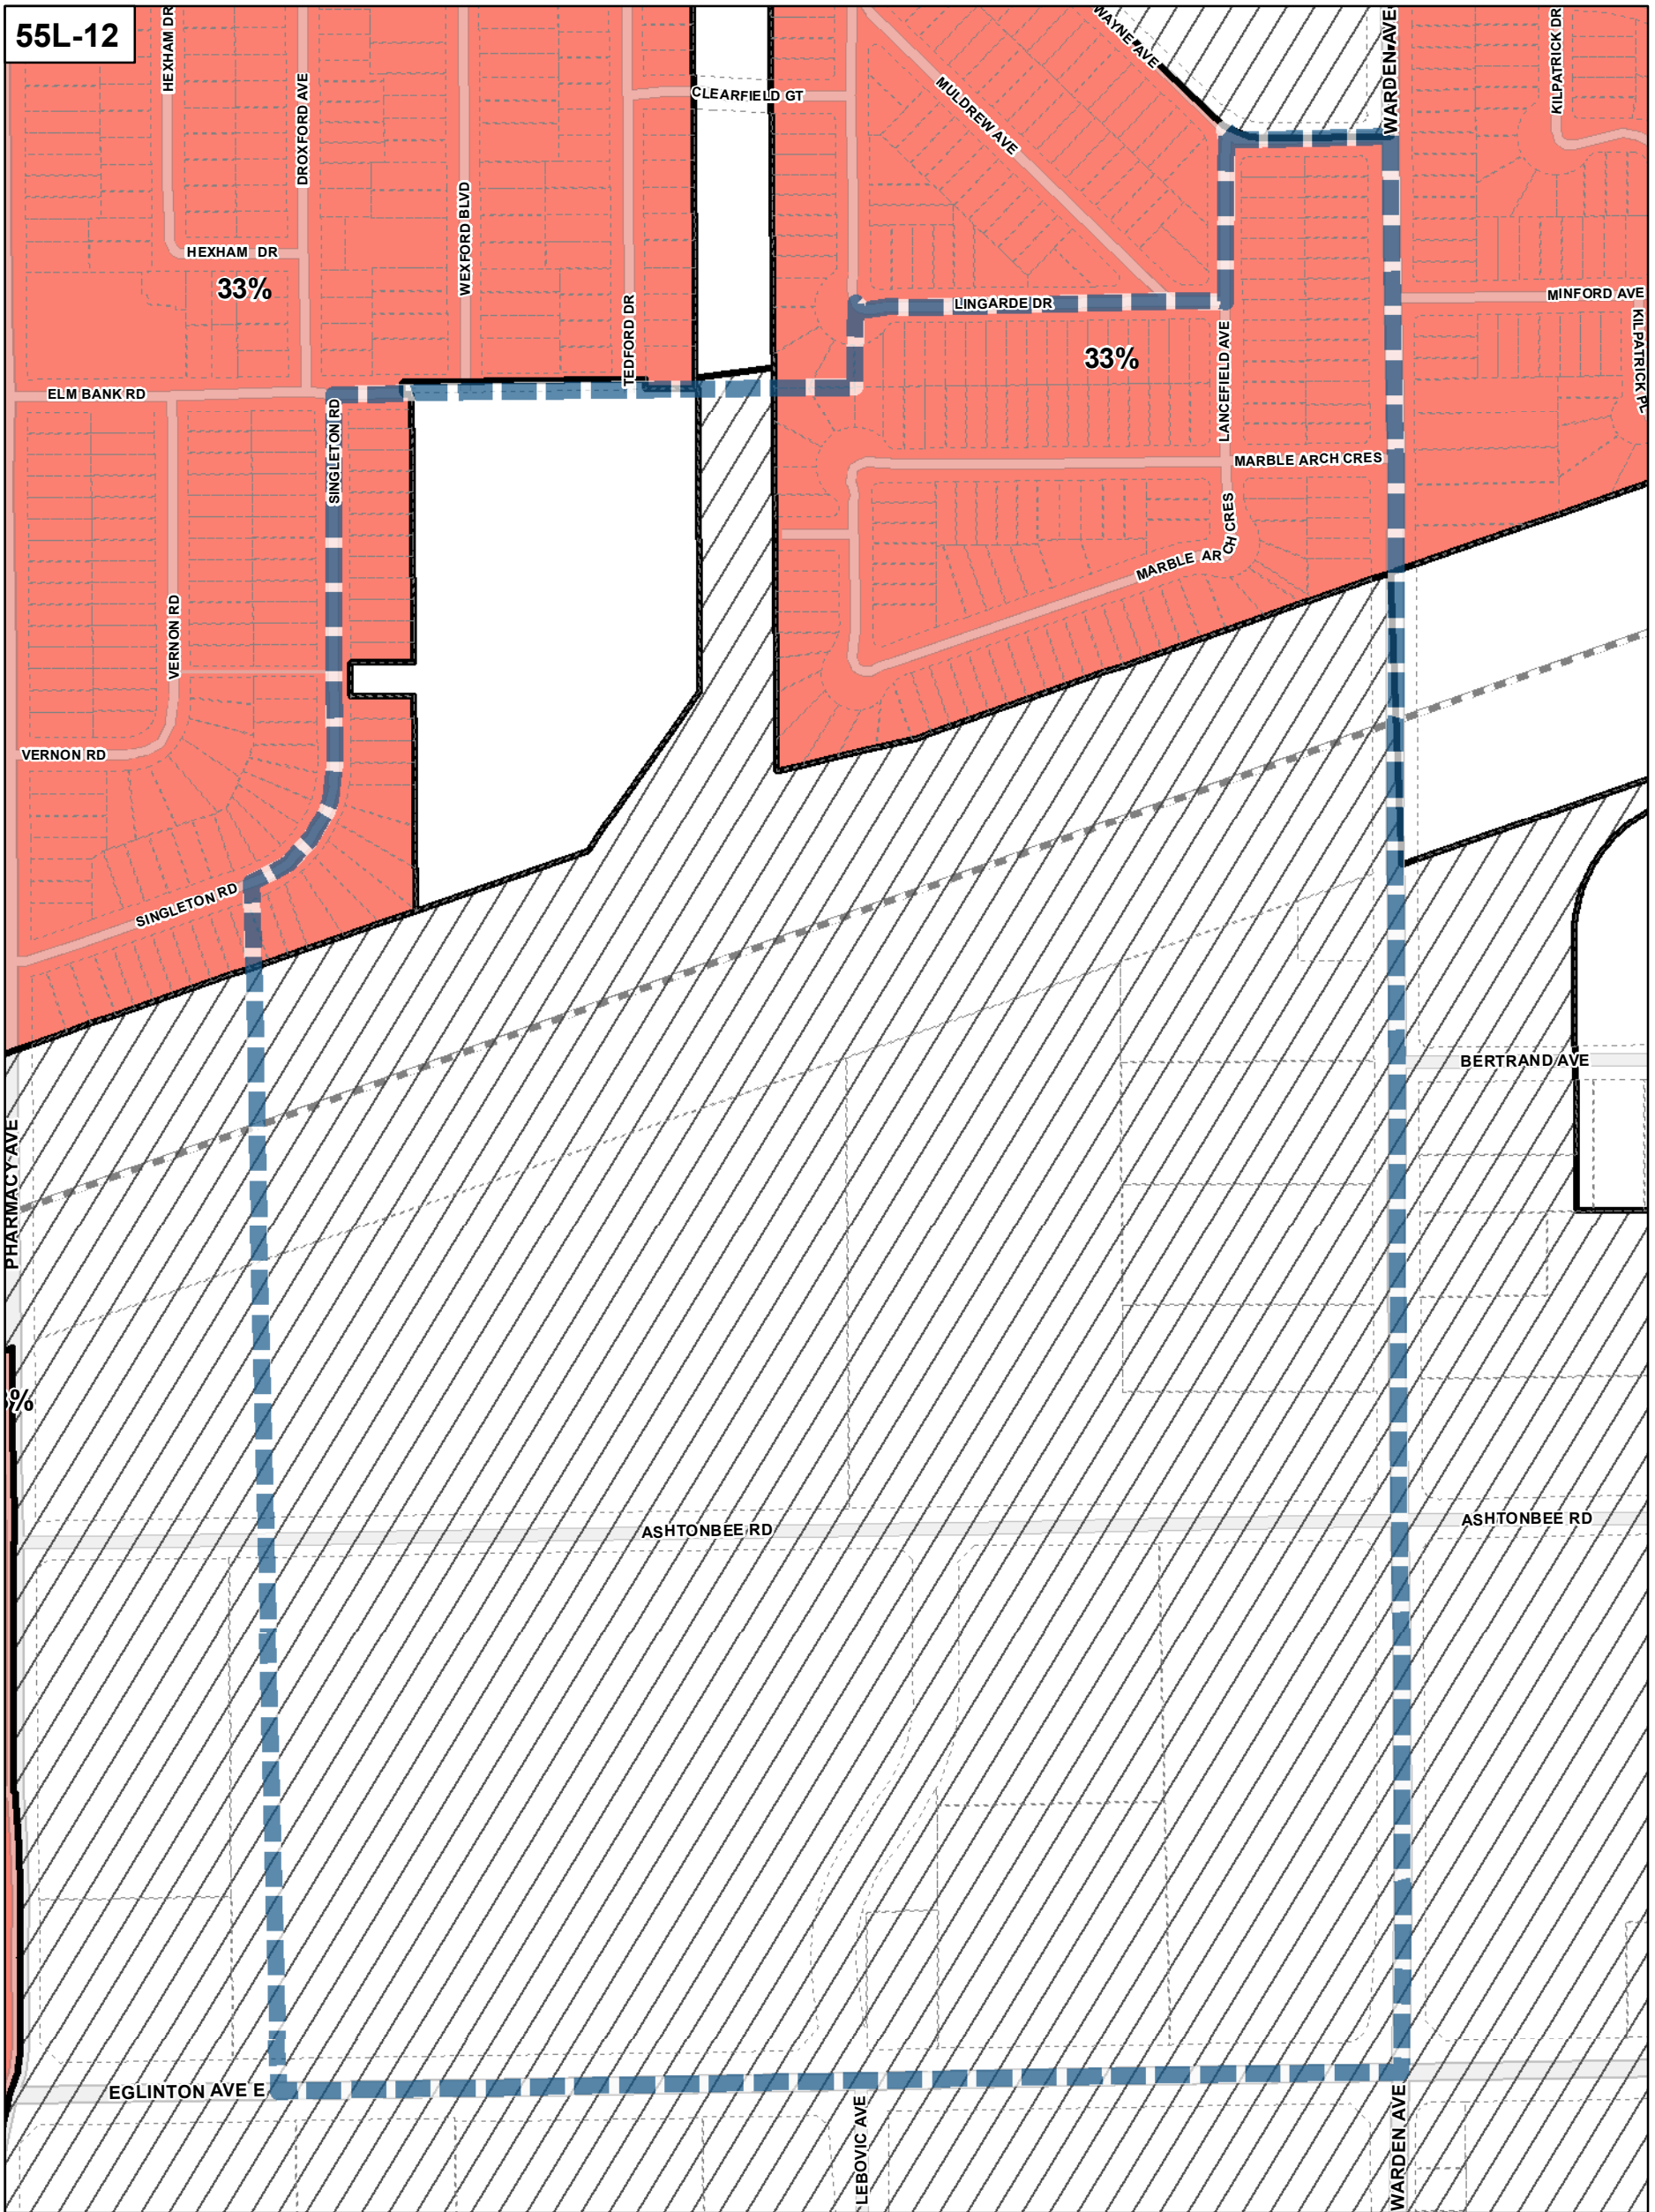 55L-12
HEXHAM DR
DROXFORD AVE
WEXFORD BLVD
CLEARFIELD GT
MULDREW AVE
WAYNE AVE
WARDEN AVE
KILPATRICK DR
HEXHAM DR
33%
TEDFORD DR
LINGARDE DR
MINFORD AVE
33%
LANCEFIELD AVE
KILPATRICK PL
ELM BANK RD
SINGLETON RD
MARBLE ARCH CRES
MARBLE ARCH CRES
VERNON RD
VERNON RD
SINGLETON RD
BERTRAND AVE
PHARMACY AVE
%
ASHTONBEE RD
ASHTONBEE RD
EGLINTON AVE E
LEBOVIC AVE
WARDEN AVE